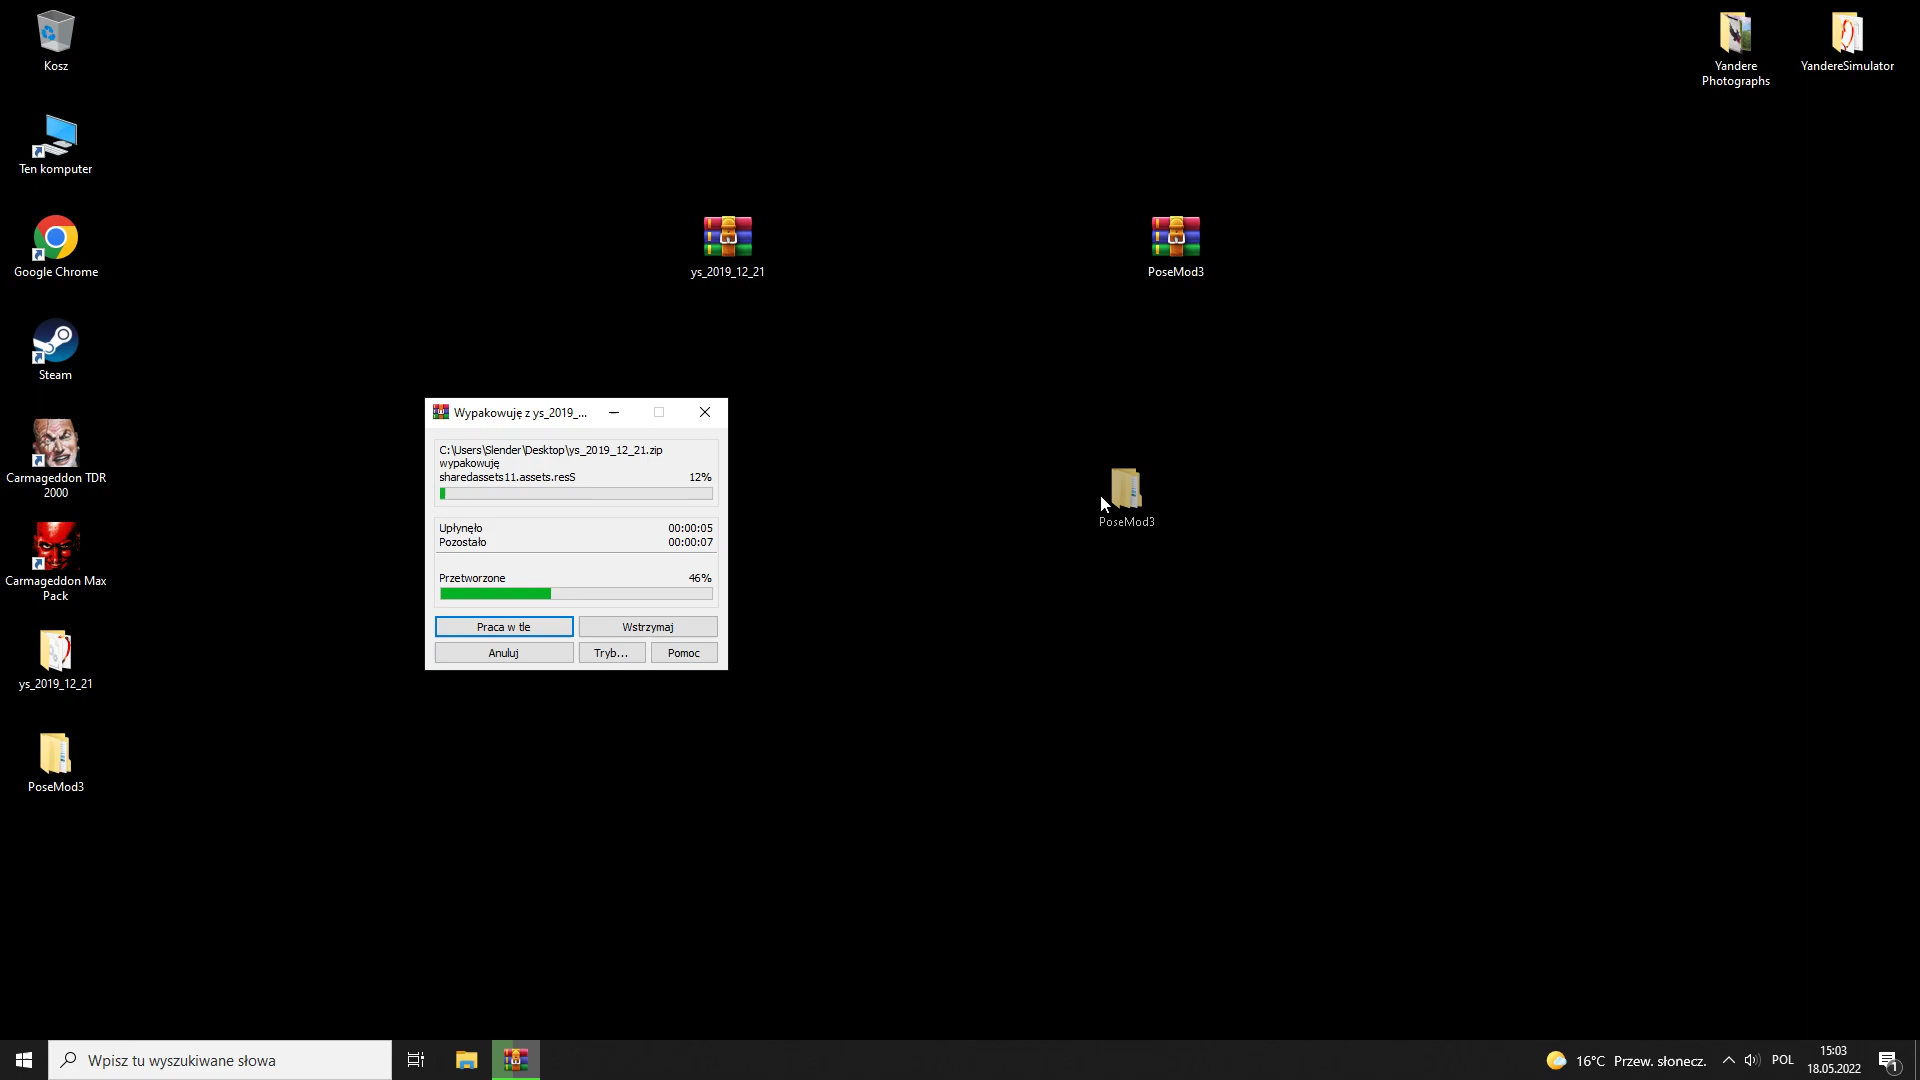 Kosz
Ten komputer
Google Chrome
Steam
Carmageddon TDR
2000
Carmageddon Max
Pack
ys_2019_12_21
PoseMod3
ys_2019_12_21
PoseMod3
Yandere
Photographs
YandereSimulator
Wypakowuję z ys_2019_...
C:\Users\Slender\Desktop\ys_2019_12_21.zip
wypakowuję
sharedassets11.assets.resS 12%
Upłynęło 00:00:05
Pozostało 00:00:07
Przetworzone 46%
Praca w tle Wstrzymaj
Anuluj Tryb... Pomoc
PoseMod3
Wpisz tu wyszukiwane słowa
16°C Przew. słonecz. POL
15:03
18.05.2022
1